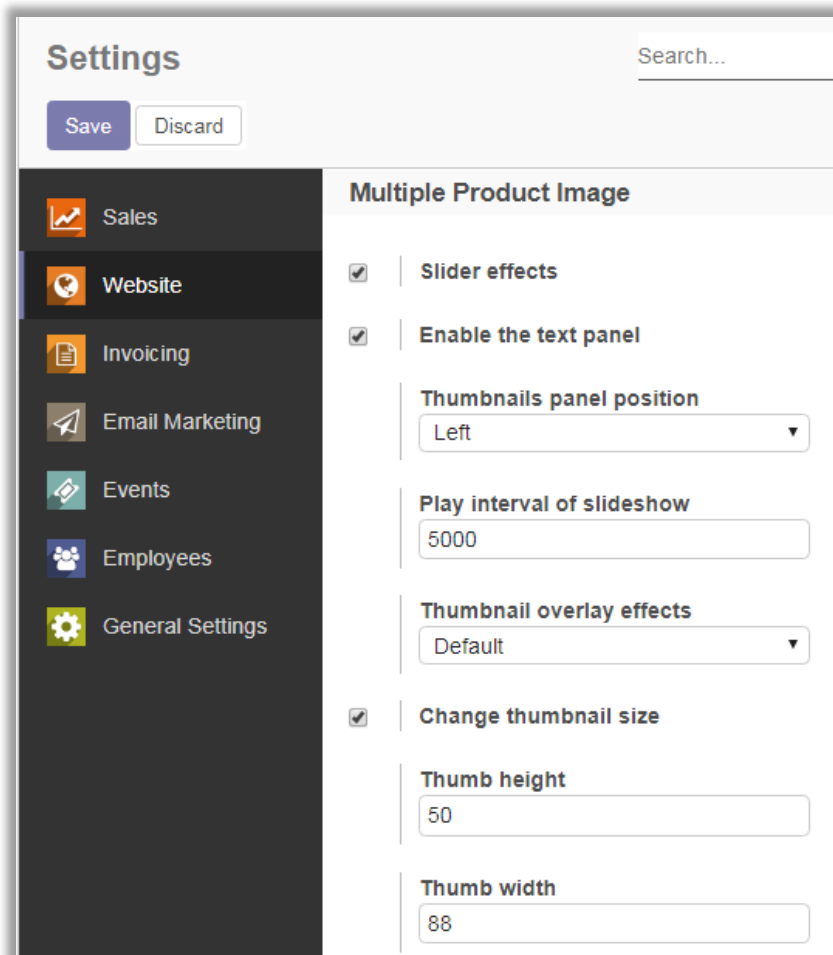 Settings
Search...
Save
Discard
Sales
Website
Invoicing
Email Marketing
Events
Employees
General Settings
Multiple Product Image
Slider effects
Enable the text panel
Thumbnails panel position
Left
Play interval of slideshow
5000
Thumbnail overlay effects
Default
Change thumbnail size
Thumb height
50
Thumb width
88